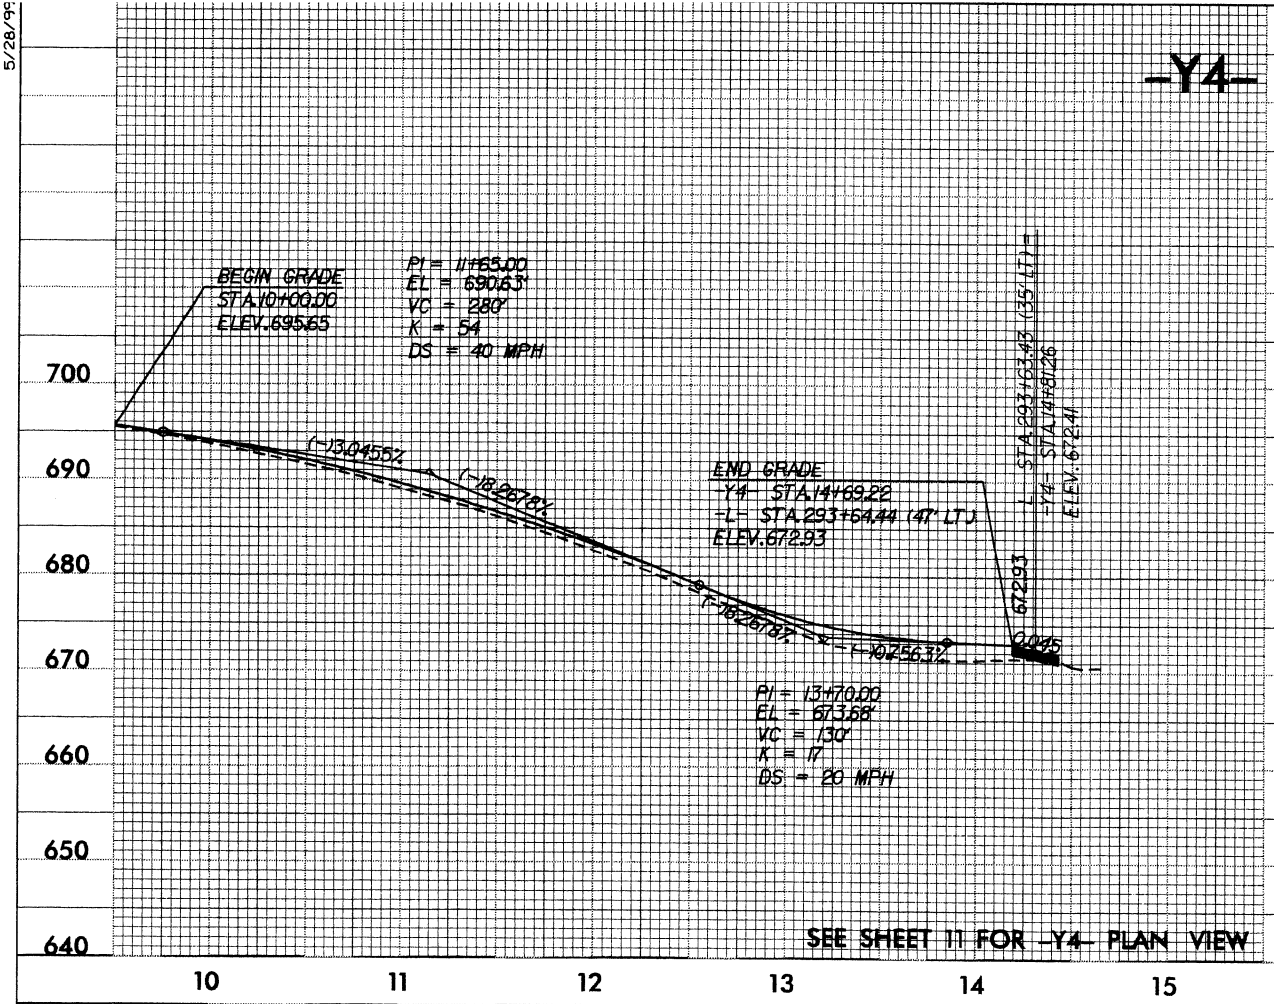 5/28/99
-Y4-
BEGIN GRADE
STA.10+00.00
ELEV.695.65
PI = 11+65.00
EL = 690.63'
VC = 280'
K = 54
DS = 40 MPH
(-)3.0455%
(-)8.2678%
END GRADE
-Y4- STA.14+69.22
-L- STA.293+64.44 (47' LT)
ELEV.672.93
-L- STA.293+63.43 (35' LT) =
-Y4- STA.14+81.26
ELEV. 672.41
672.93
0.045
(-)8.2678%
(-)0.7563%
PI = 13+70.00
EL = 673.68'
VC = 130'
K = 17
DS = 20 MPH
700
690
680
670
660
650
640
SEE SHEET 11 FOR -Y4- PLAN VIEW
10 11 12 13 14 15